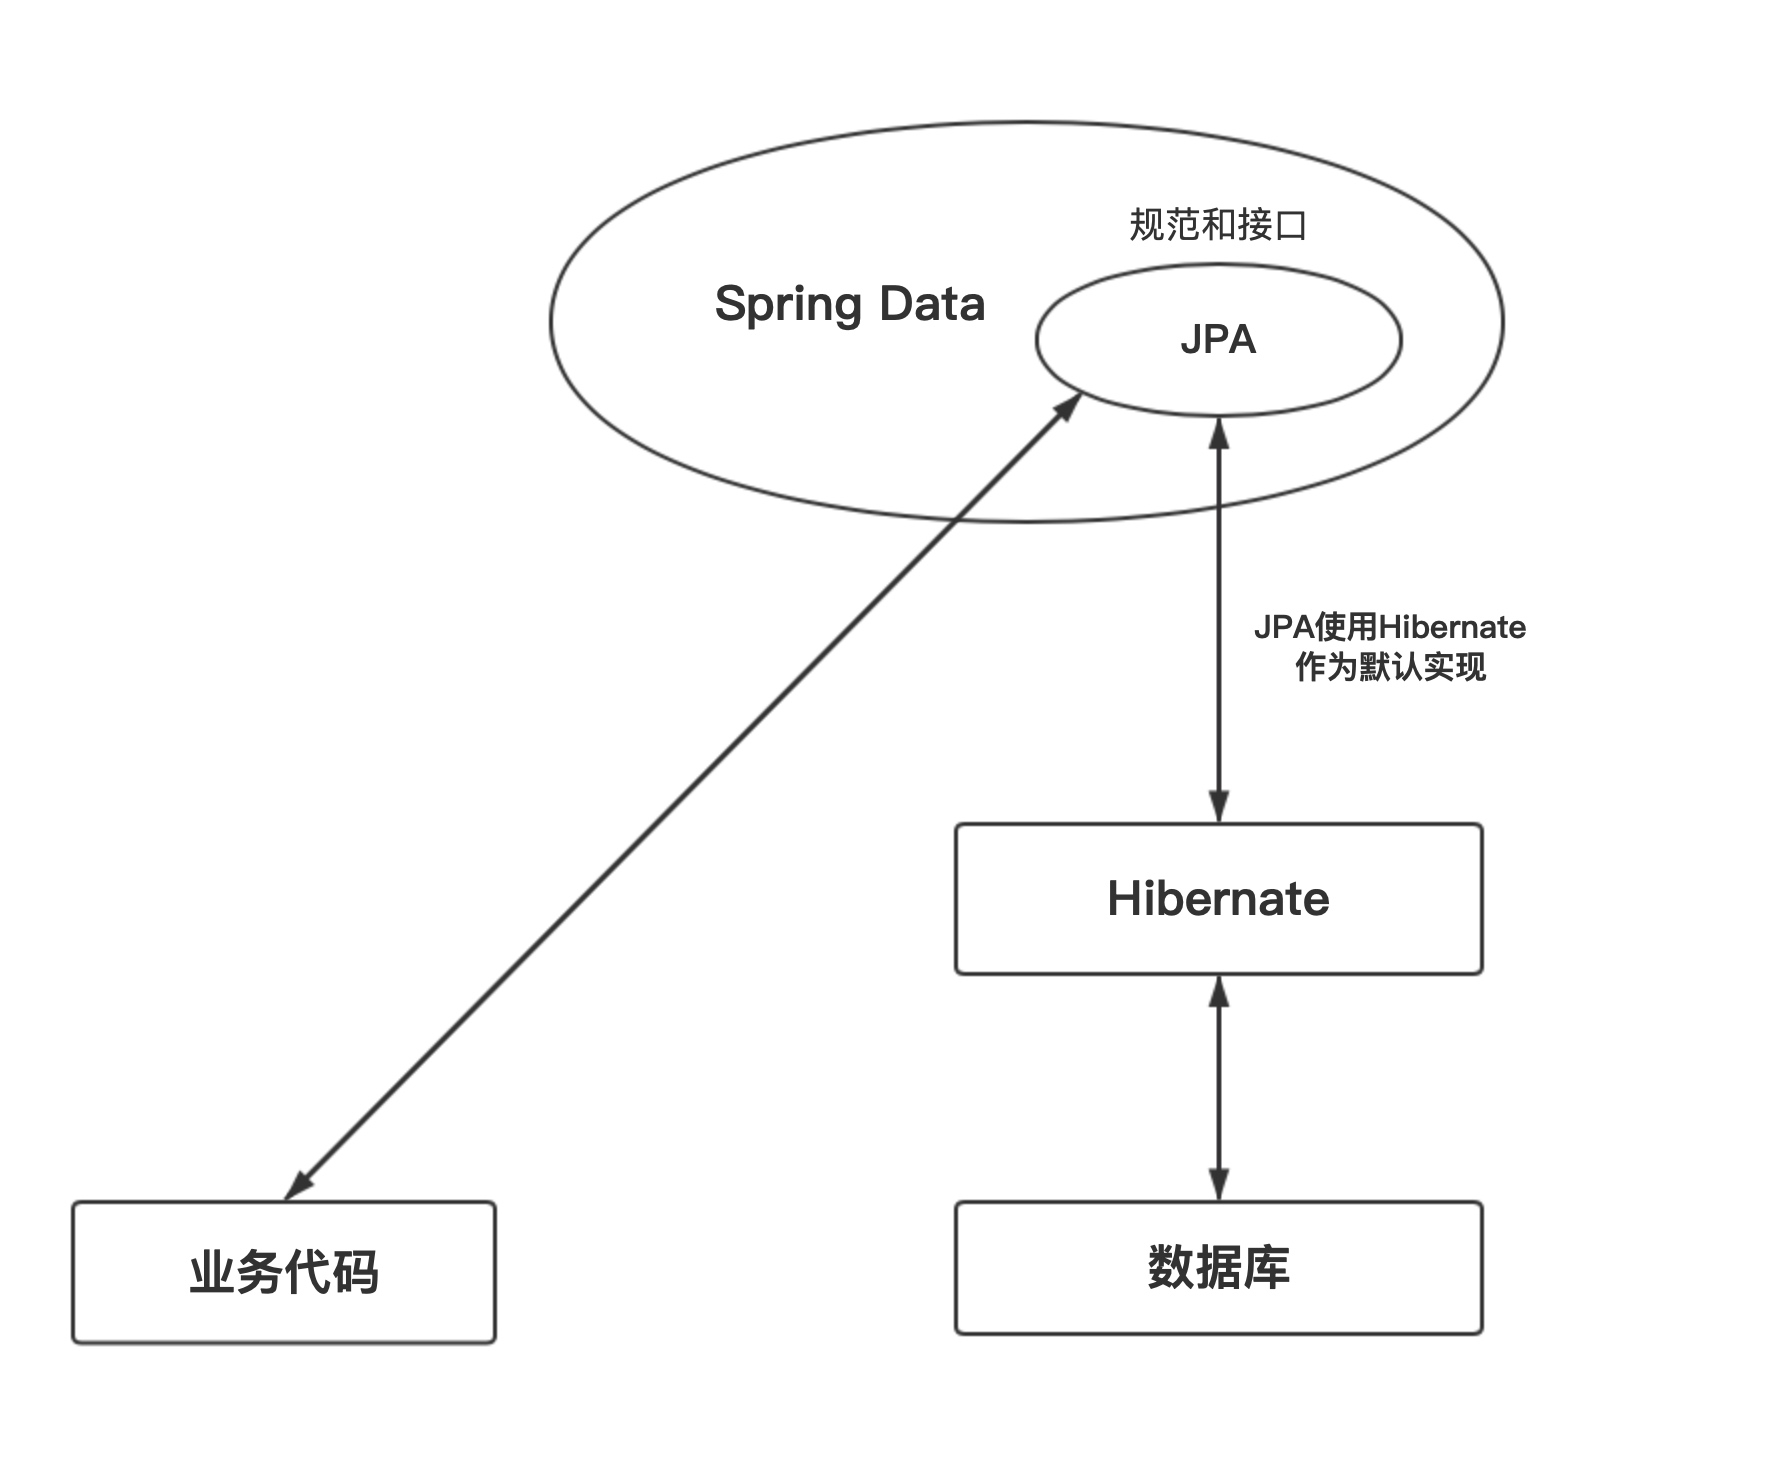 规范和接口
Spring Data
JPA
JPA使用Hibernate
作为默认实现
Hibernate
业务代码
数据库